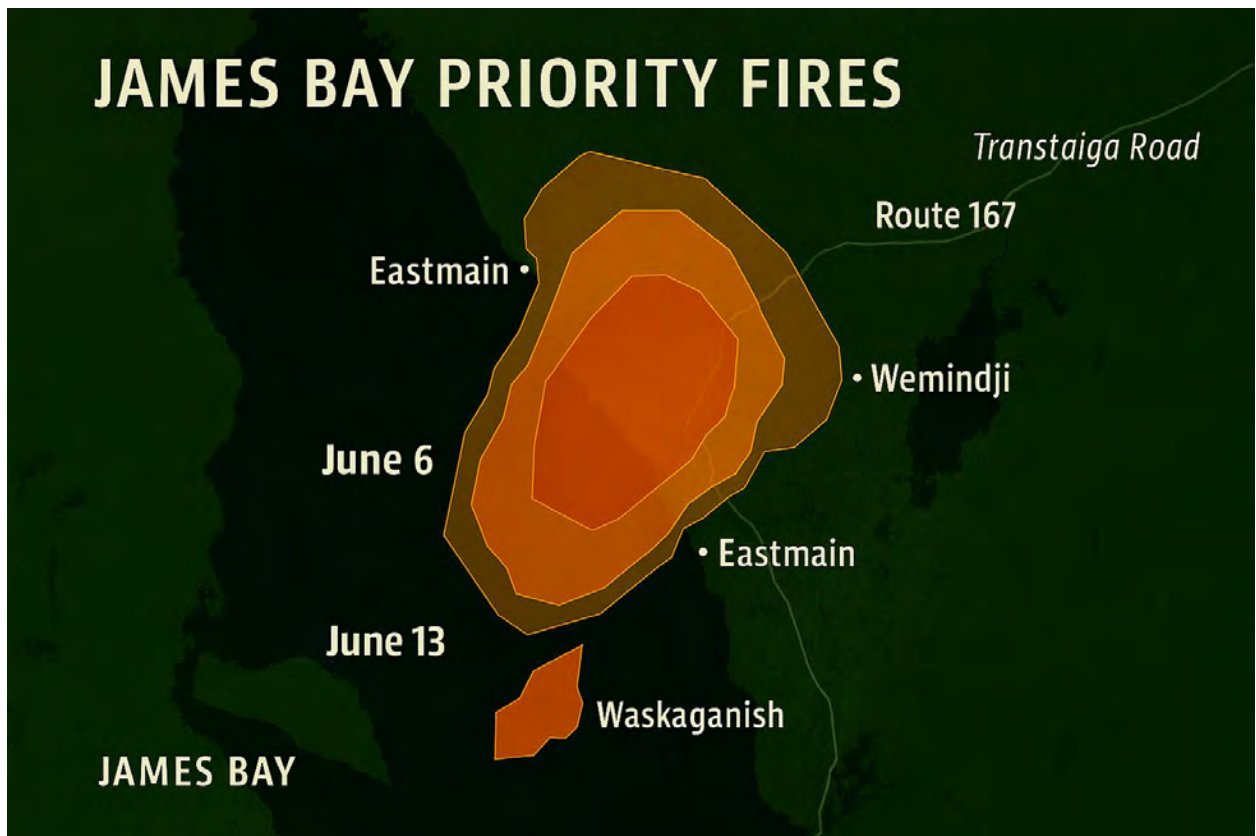 JAMES BAY PRIORITY FIRES
Transtaiga Road
Route 167
Eastmain
Wemindji
June 6
Eastmain
June 13
Waskaganish
JAMES BAY